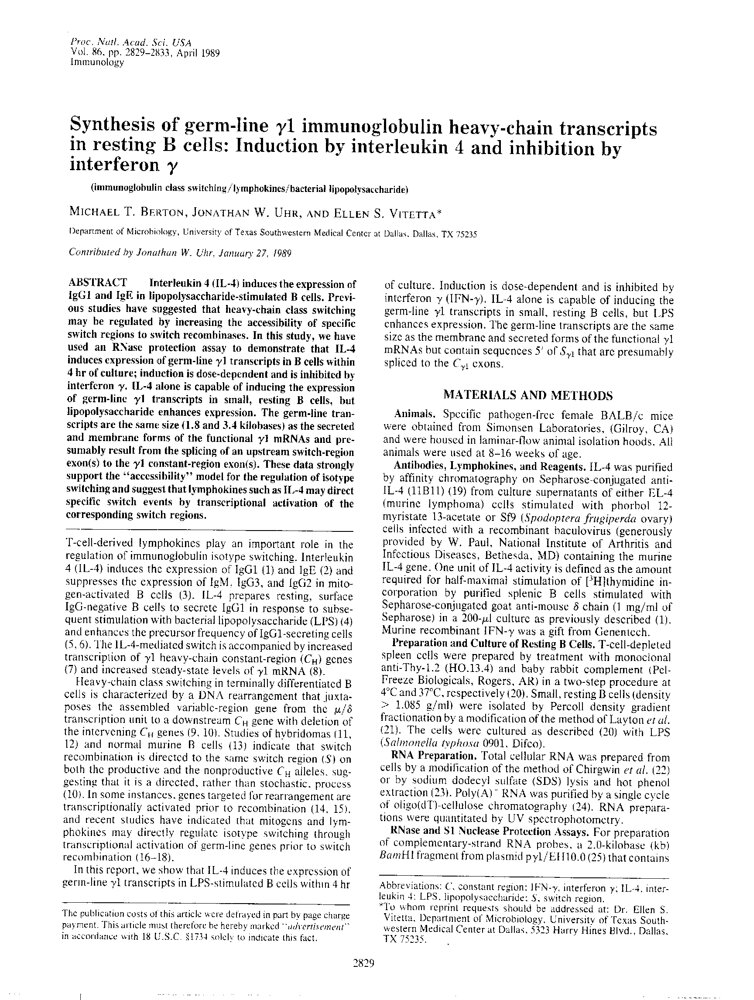 Proc. Natl. Acad. Sci. USA
Vol. 86, pp. 2829–2833, April 1989
Immunology
Synthesis of germ-line γ1 immunoglobulin heavy-chain transcripts
in resting B cells: Induction by interleukin 4 and inhibition by
interferon γ
(immunoglobulin class switching/lymphokines/bacterial lipopolysaccharide)
MICHAEL T. BERTON, JONATHAN W. UHR, AND ELLEN S. VITETTA*
Department of Microbiology, University of Texas Southwestern Medical Center at Dallas, Dallas, TX 75235
Contributed by Jonathan W. Uhr, January 27, 1989
ABSTRACT Interleukin 4 (IL-4) induces the expression of
IgG1 and IgE in lipopolysaccharide-stimulated B cells. Previ-
ous studies have suggested that heavy-chain class switching
may be regulated by increasing the accessibility of specific
switch regions to switch recombinases. In this study, we have
used an RNase protection assay to demonstrate that IL-4
induces expression of germ-line γ1 transcripts in B cells within
4 hr of culture; induction is dose-dependent and is inhibited by
interferon γ. IL-4 alone is capable of inducing the expression
of germ-line γ1 transcripts in small, resting B cells, but
lipopolysaccharide enhances expression. The germ-line tran-
scripts are the same size (1.8 and 3.4 kilobases) as the secreted
and membrane forms of the functional γ1 mRNAs and pre-
sumably result from the splicing of an upstream switch-region
exon(s) to the γ1 constant-region exon(s). These data strongly
support the "accessibility" model for the regulation of isotype
switching and suggest that lymphokines such as IL-4 may direct
specific switch events by transcriptional activation of the
corresponding switch regions.
T-cell-derived lymphokines play an important role in the
regulation of immunoglobulin isotype switching. Interleukin
4 (IL-4) induces the expression of IgG1 (1) and IgE (2) and
suppresses the expression of IgM, IgG3, and IgG2 in mito-
gen-activated B cells (3). IL-4 prepares resting, surface
IgG-negative B cells to secrete IgG1 in response to subse-
quent stimulation with bacterial lipopolysaccharide (LPS) (4)
and enhances the precursor frequency of IgG1-secreting cells
(5, 6). The IL-4-mediated switch is accompanied by increased
transcription of γ1 heavy-chain constant-region (C_H) genes
(7) and increased steady-state levels of γ1 mRNA (8).
Heavy-chain class switching in terminally differentiated B
cells is characterized by a DNA rearrangement that juxta-
poses the assembled variable-region gene from the μ/δ
transcription unit to a downstream C_H gene with deletion of
the intervening C_H genes (9, 10). Studies of hybridomas (11,
12) and normal murine B cells (13) indicate that switch
recombination is directed to the same switch region (S) on
both the productive and the nonproductive C_H alleles, sug-
gesting that it is a directed, rather than stochastic, process
(10). In some instances, genes targeted for rearrangement are
transcriptionally activated prior to recombination (14, 15),
and recent studies have indicated that mitogens and lym-
phokines may directly regulate isotype switching through
transcriptional activation of germ-line genes prior to switch
recombination (16–18).
In this report, we show that IL-4 induces the expression of
germ-line γ1 transcripts in LPS-stimulated B cells within 4 hr
The publication costs of this article were defrayed in part by page charge
payment. This article must therefore be hereby marked "advertisement"
in accordance with 18 U.S.C. §1734 solely to indicate this fact.
of culture. Induction is dose-dependent and is inhibited by
interferon γ (IFN-γ). IL-4 alone is capable of inducing the
germ-line γ1 transcripts in small, resting B cells, but LPS
enhances expression. The germ-line transcripts are the same
size as the membrane and secreted forms of the functional γ1
mRNAs but contain sequences 5′ of S_γ1 that are presumably
spliced to the C_γ1 exons.
MATERIALS AND METHODS
Animals. Specific pathogen-free female BALB/c mice
were obtained from Simonsen Laboratories, (Gilroy, CA)
and were housed in laminar-flow animal isolation hoods. All
animals were used at 8–16 weeks of age.
Antibodies, Lymphokines, and Reagents. IL-4 was purified
by affinity chromatography on Sepharose-conjugated anti-
IL-4 (11B11) (19) from culture supernatants of either EL-4
(murine lymphoma) cells stimulated with phorbol 12-
myristate 13-acetate or Sf9 (Spodoptera frugiperda ovary)
cells infected with a recombinant baculovirus (generously
provided by W. Paul, National Institute of Arthritis and
Infectious Diseases, Bethesda, MD) containing the murine
IL-4 gene. One unit of IL-4 activity is defined as the amount
required for half-maximal stimulation of [³H]thymidine in-
corporation by purified splenic B cells stimulated with
Sepharose-conjugated goat anti-mouse δ chain (1 mg/ml of
Sepharose) in a 200-μl culture as previously described (1).
Murine recombinant IFN-γ was a gift from Genentech.
Preparation and Culture of Resting B Cells. T-cell-depleted
spleen cells were prepared by treatment with monoclonal
anti-Thy-1.2 (HO.13.4) and baby rabbit complement (Pel-
Freeze Biologicals, Rogers, AR) in a two-step procedure at
4°C and 37°C, respectively (20). Small, resting B cells (density
> 1.085 g/ml) were isolated by Percoll density gradient
fractionation by a modification of the method of Layton et al.
(21). The cells were cultured as described (20) with LPS
(Salmonella typhosa 0901, Difco).
RNA Preparation. Total cellular RNA was prepared from
cells by a modification of the method of Chirgwin et al. (22)
or by sodium dodecyl sulfate (SDS) lysis and hot phenol
extraction (23). Poly(A)⁺ RNA was purified by a single cycle
of oligo(dT)-cellulose chromatography (24). RNA prepara-
tions were quantitated by UV spectrophotometry.
RNase and S1 Nuclease Protection Assays. For preparation
of complementary-strand RNA probes, a 2.0-kilobase (kb)
BamHI fragment from plasmid pγ1/EH10.0 (25) that contains
Abbreviations: C, constant region; IFN-γ, interferon γ; IL-4, inter-
leukin 4; LPS, lipopolysaccharide; S, switch region.
*To whom reprint requests should be addressed at: Dr. Ellen S.
Vitetta, Department of Microbiology, University of Texas South-
western Medical Center at Dallas, 5323 Harry Hines Blvd., Dallas,
TX 75235.
2829